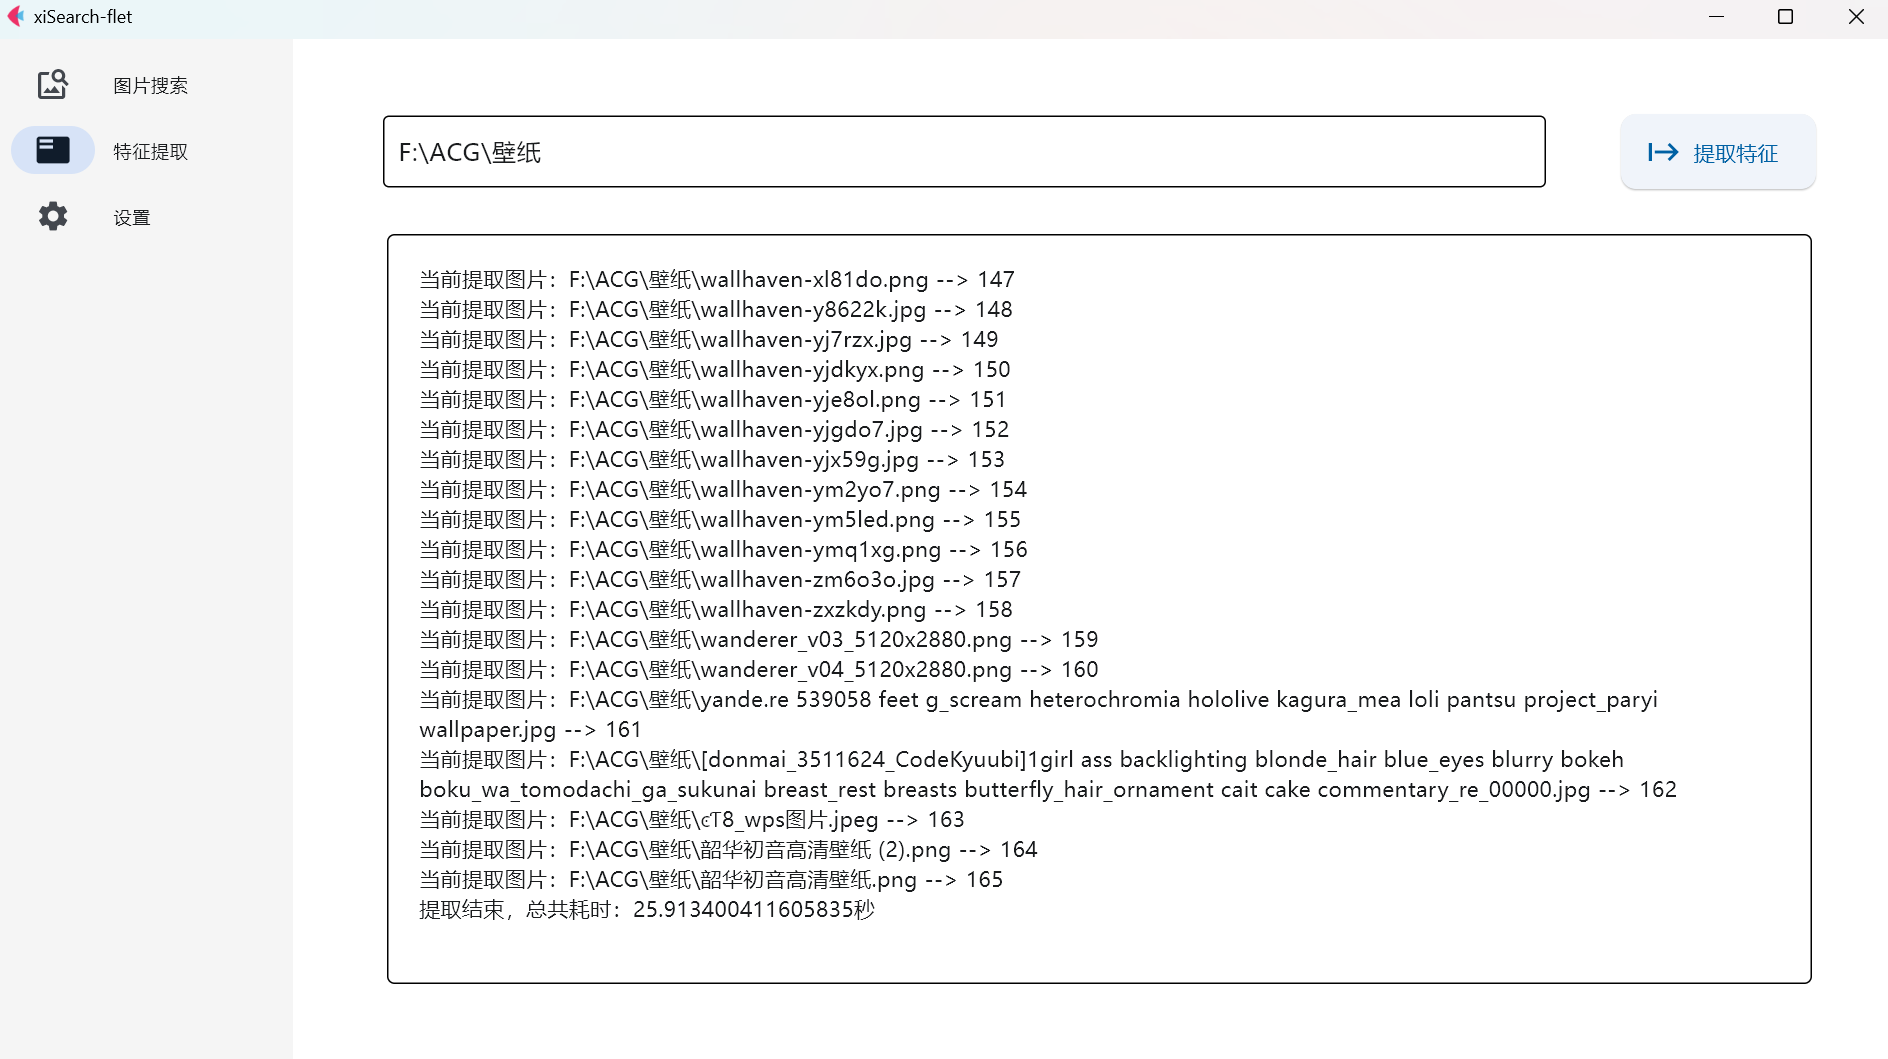 xiSearch-flet
图片搜索
特征提取
设置
F:\ACG\壁纸
提取特征
当前提取图片：F:\ACG\壁纸\wallhaven-xl81do.png --> 147
当前提取图片：F:\ACG\壁纸\wallhaven-y8622k.jpg --> 148
当前提取图片：F:\ACG\壁纸\wallhaven-yj7rzx.jpg --> 149
当前提取图片：F:\ACG\壁纸\wallhaven-yjdkyx.png --> 150
当前提取图片：F:\ACG\壁纸\wallhaven-yje8ol.png --> 151
当前提取图片：F:\ACG\壁纸\wallhaven-yjgdo7.jpg --> 152
当前提取图片：F:\ACG\壁纸\wallhaven-yjx59g.jpg --> 153
当前提取图片：F:\ACG\壁纸\wallhaven-ym2yo7.png --> 154
当前提取图片：F:\ACG\壁纸\wallhaven-ym5led.png --> 155
当前提取图片：F:\ACG\壁纸\wallhaven-ymq1xg.png --> 156
当前提取图片：F:\ACG\壁纸\wallhaven-zm6o3o.jpg --> 157
当前提取图片：F:\ACG\壁纸\wallhaven-zxzkdy.png --> 158
当前提取图片：F:\ACG\壁纸\wanderer_v03_5120x2880.png --> 159
当前提取图片：F:\ACG\壁纸\wanderer_v04_5120x2880.png --> 160
当前提取图片：F:\ACG\壁纸\yande.re 539058 feet g_scream heterochromia hololive kagura_mea loli pantsu project_paryi
wallpaper.jpg --> 161
当前提取图片：F:\ACG\壁纸\[donmai_3511624_CodeKyuubi]1girl ass backlighting blonde_hair blue_eyes blurry bokeh
boku_wa_tomodachi_ga_sukunai breast_rest breasts butterfly_hair_ornament cait cake commentary_re_00000.jpg --> 162
当前提取图片：F:\ACG\壁纸\ͼƬ8_wps图片.jpeg --> 163
当前提取图片：F:\ACG\壁纸\韶华初音高清壁纸 (2).png --> 164
当前提取图片：F:\ACG\壁纸\韶华初音高清壁纸.png --> 165
提取结束，总共耗时：25.913400411605835秒